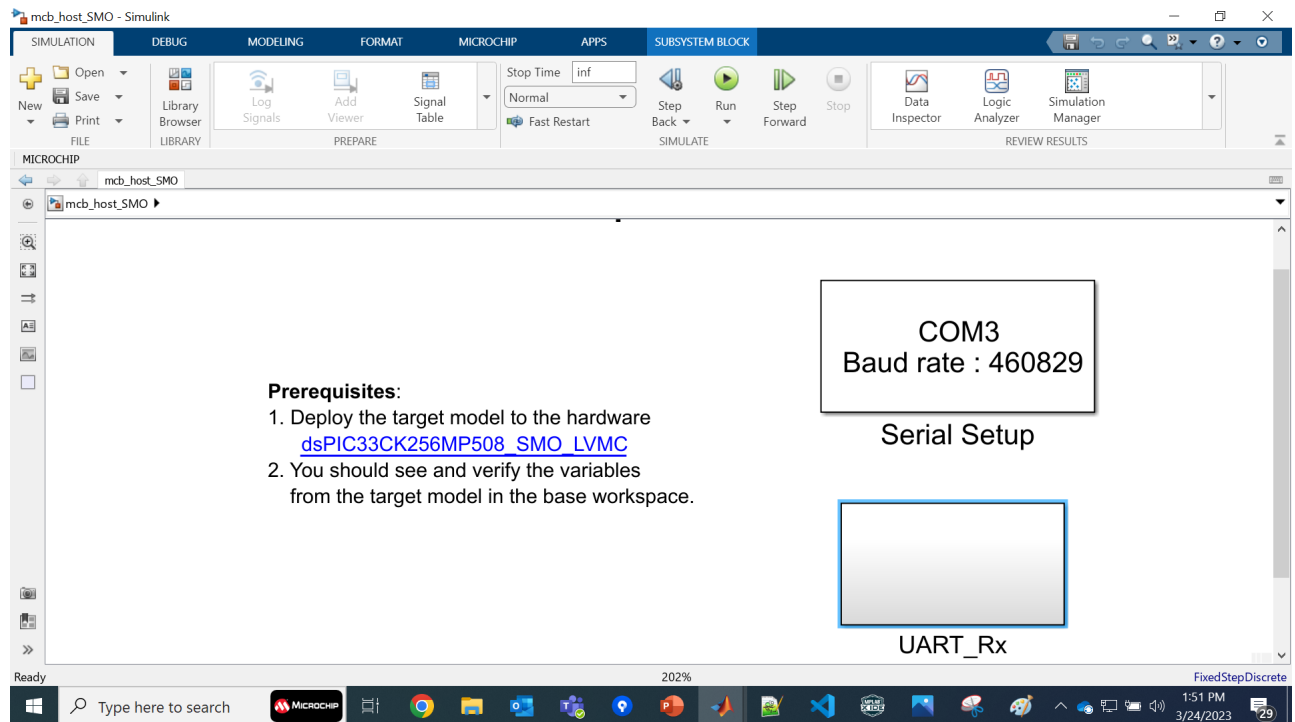 mcb_host_SMO - Simulink
SIMULATION DEBUG MODELING FORMAT MICROCHIP APPS SUBSYSTEM BLOCK
New
Open
Save
Print
FILE
Library
Browser
LIBRARY
Log
Signals
Add
Viewer
Signal
Table
PREPARE
Stop Time inf
Normal
Fast Restart
Step
Back
Run
Step
Forward
Stop
SIMULATE
Data
Inspector
Logic
Analyzer
Simulation
Manager
REVIEW RESULTS
MICROCHIP
mcb_host_SMO
mcb_host_SMO
Prerequisites:
1. Deploy the target model to the hardware
dsPIC33CK256MP508_SMO_LVMC
2. You should see and verify the variables
from the target model in the base workspace.
COM3
Baud rate : 460829
Serial Setup
UART_Rx
Ready 202% FixedStepDiscrete
Type here to search
MICROCHIP
1:51 PM
3/24/2023
29